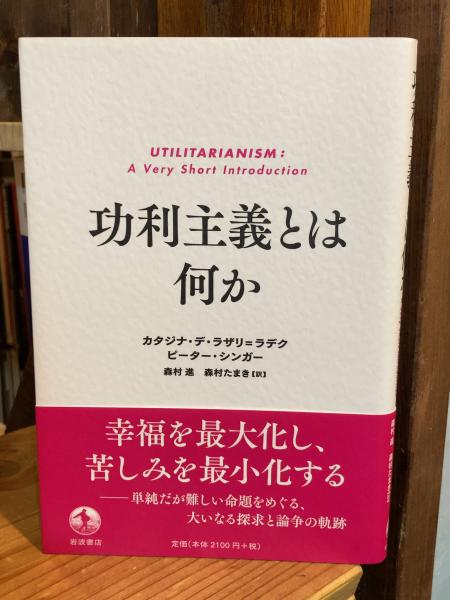 UTILITARIANISM:
A Very Short Introduction
功利主義とは
何か
カタジナ・デ・ラザリ=ラデク
ピーター・シンガー
森村 進 森村たまき[訳]
幸福を最大化し、
苦しみを最小化する
――単純だが難しい命題をめぐる、
大いなる探求と論争の軌跡
岩波書店
定価(本体 2100 円+税)